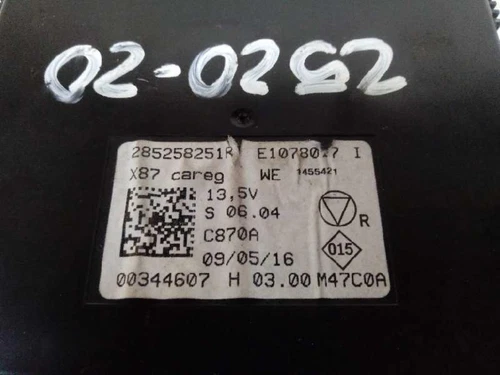 02-0252
285258251R E10780 7 I
X87 careg WE 1455421
13,5V
S 06.04
R
C870A
015
09/05/16
00344607 H 03.00 M47C0A